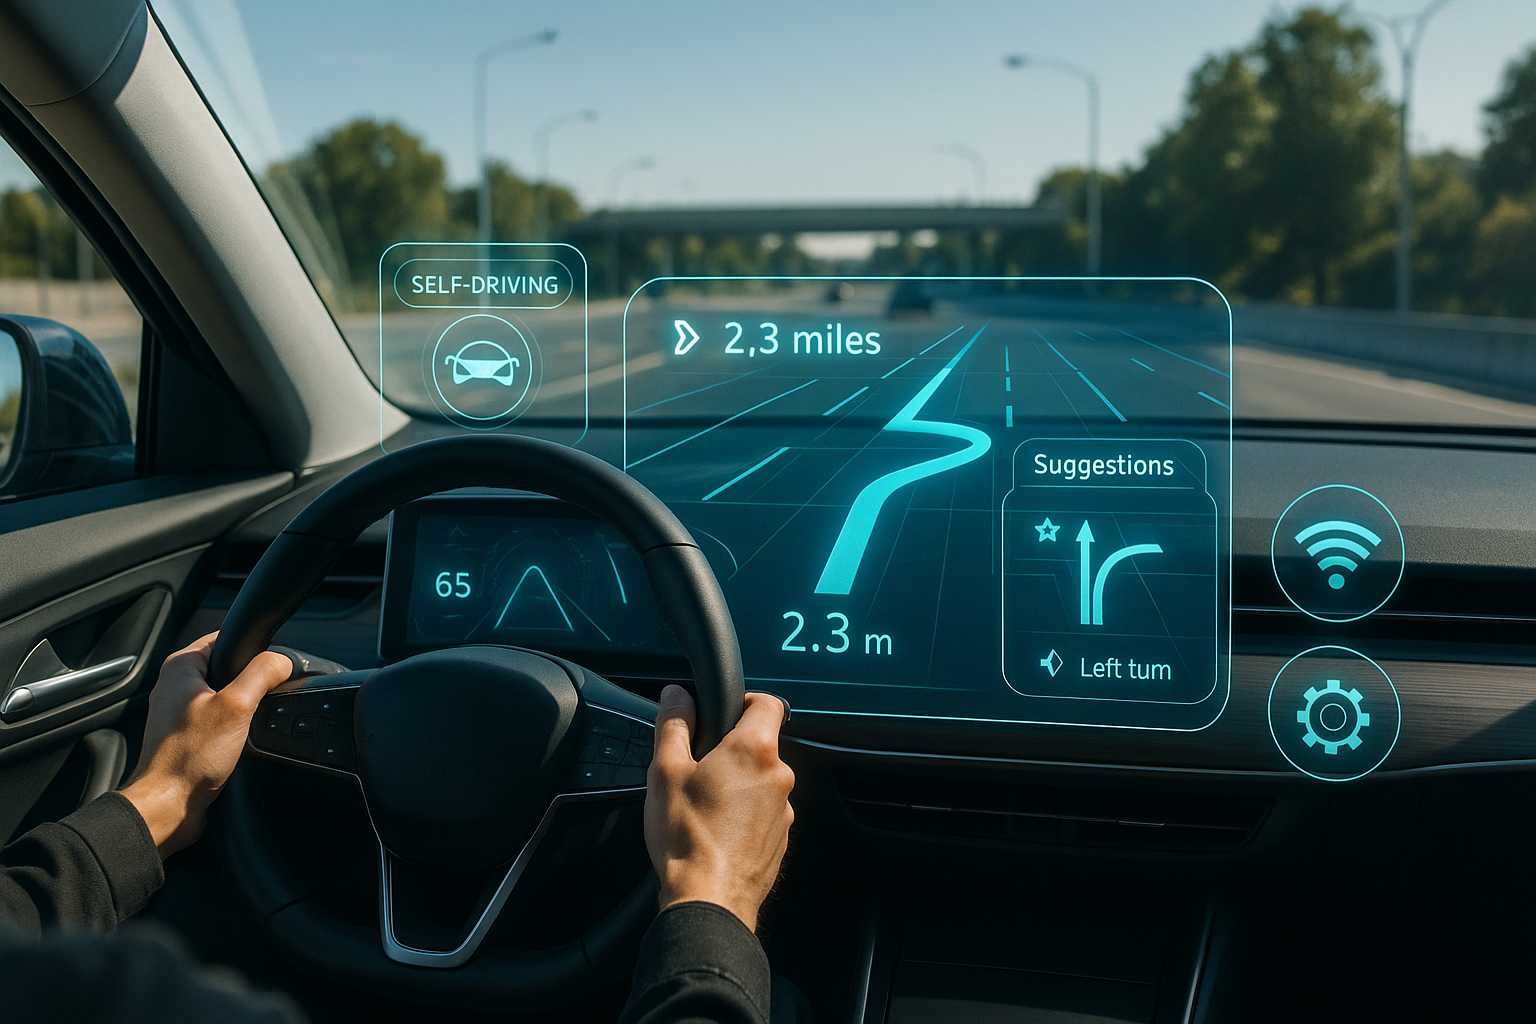 SELF-DRIVING
2,3 miles
Suggestions
65
2.3 m
Left tum